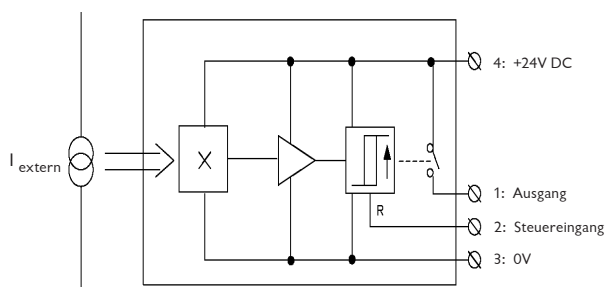 4: +24V DC
I extern
X
R
1: Ausgang
2: Steuereingang
3: 0V